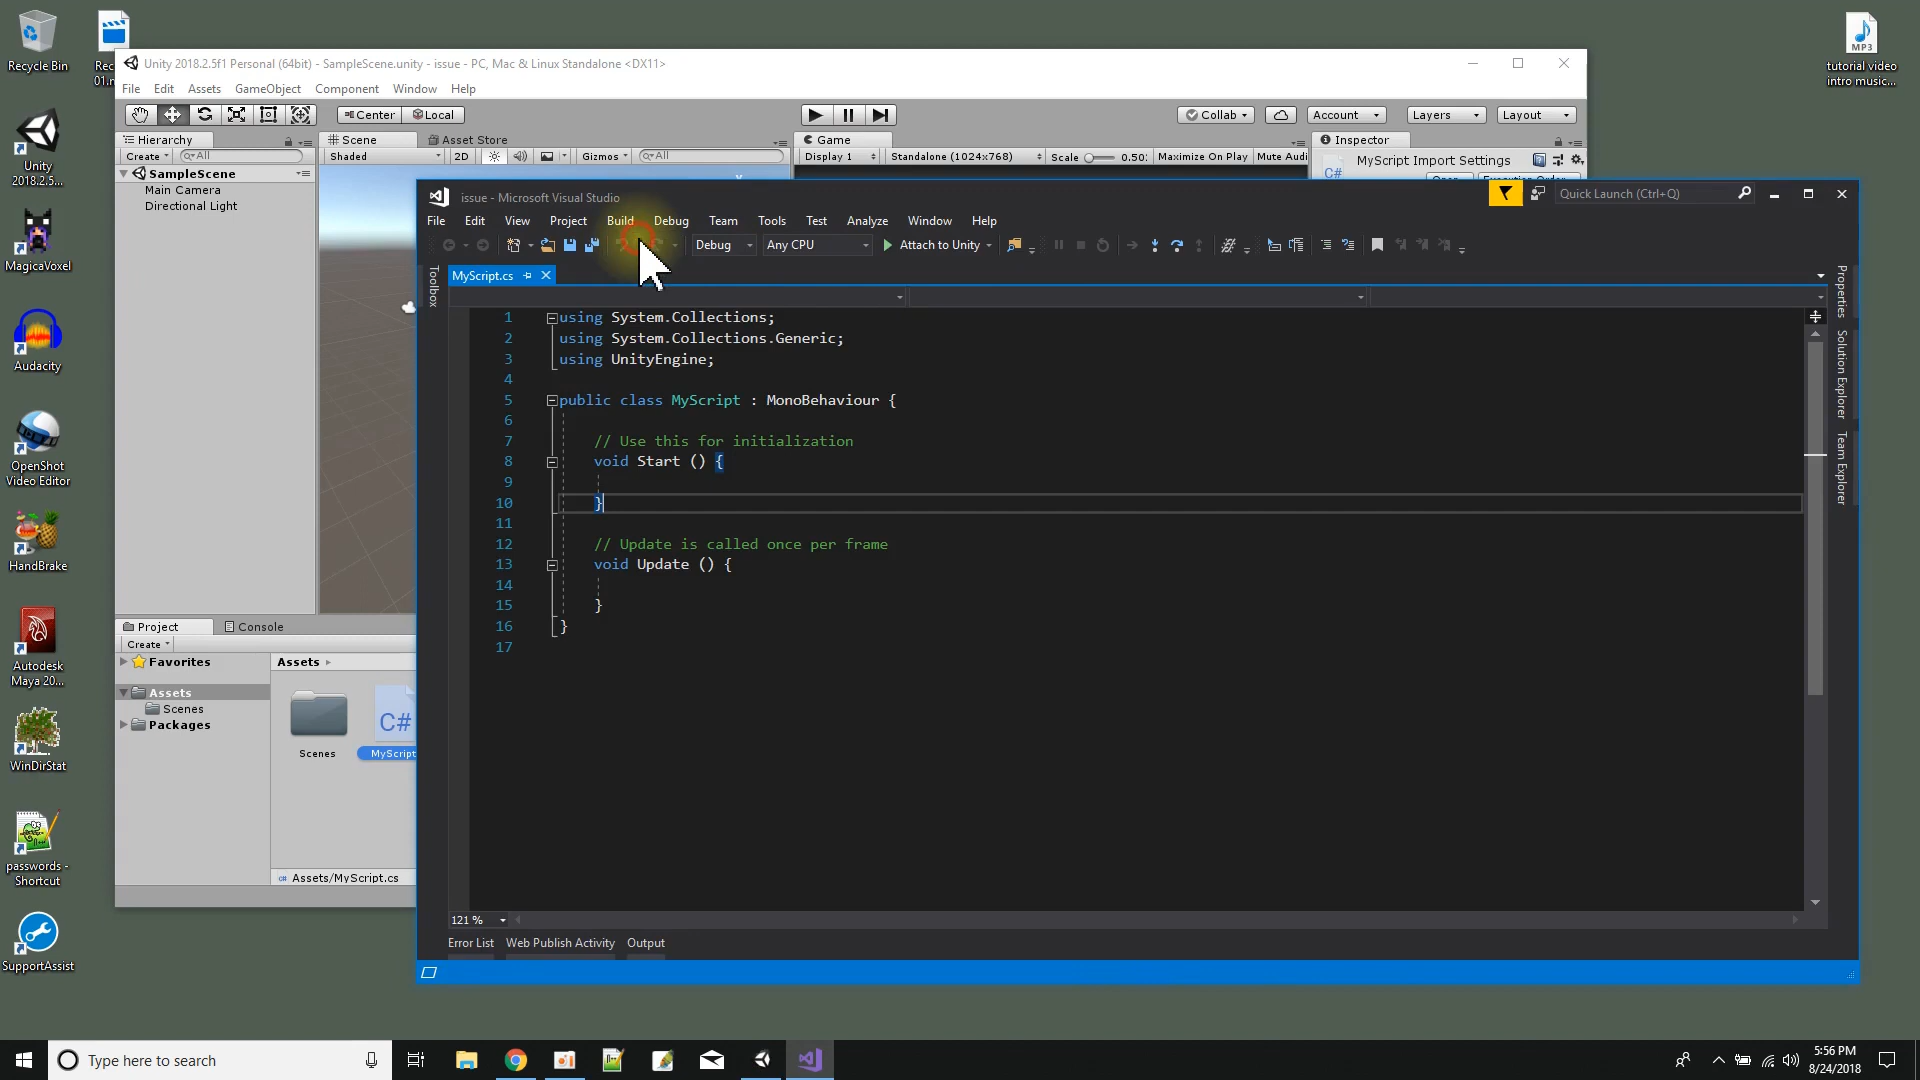 Recycle Bin
Rec
01.n
tutorial video
intro music...
Unity
2018.2.5...
MagicaVoxel
Audacity
OpenShot
Video Editor
HandBrake
Autodesk
Maya 20...
WinDirStat
passwords -
Shortcut
SupportAssist
MP3
Unity 2018.2.5f1 Personal (64bit) - SampleScene.unity - issue - PC, Mac & Linux Standalone <DX11>
File Edit Assets GameObject Component Window Help
Center Local Collab Account Layers Layout
Hierarchy Scene Asset Store Game Inspector
Create All Shaded 2D Gizmos All Display 1 Standalone (1024x768) Scale 0.50 Maximize On Play Mute Audi
MyScript Import Settings
C#
SampleScene
Main Camera
Directional Light
Project Console
Create
Favorites
Assets
Scenes
Packages
Assets
Scenes
C#
MyScript
Assets/MyScript.cs
issue - Microsoft Visual Studio
Quick Launch (Ctrl+Q)
File Edit View Project Build Debug Team Tools Test Analyze Window Help
Debug Any CPU Attach to Unity
Toolbox
MyScript.cs
Properties
Solution Explorer
Team Explorer
1 using System.Collections;
2 using System.Collections.Generic;
3 using UnityEngine;
4
5 public class MyScript : MonoBehaviour {
6
7 // Use this for initialization
8 void Start () {
9
10 }
11
12 // Update is called once per frame
13 void Update () {
14
15 }
16 }
17
121 %
Error List Web Publish Activity Output
Type here to search
5:56 PM
8/24/2018